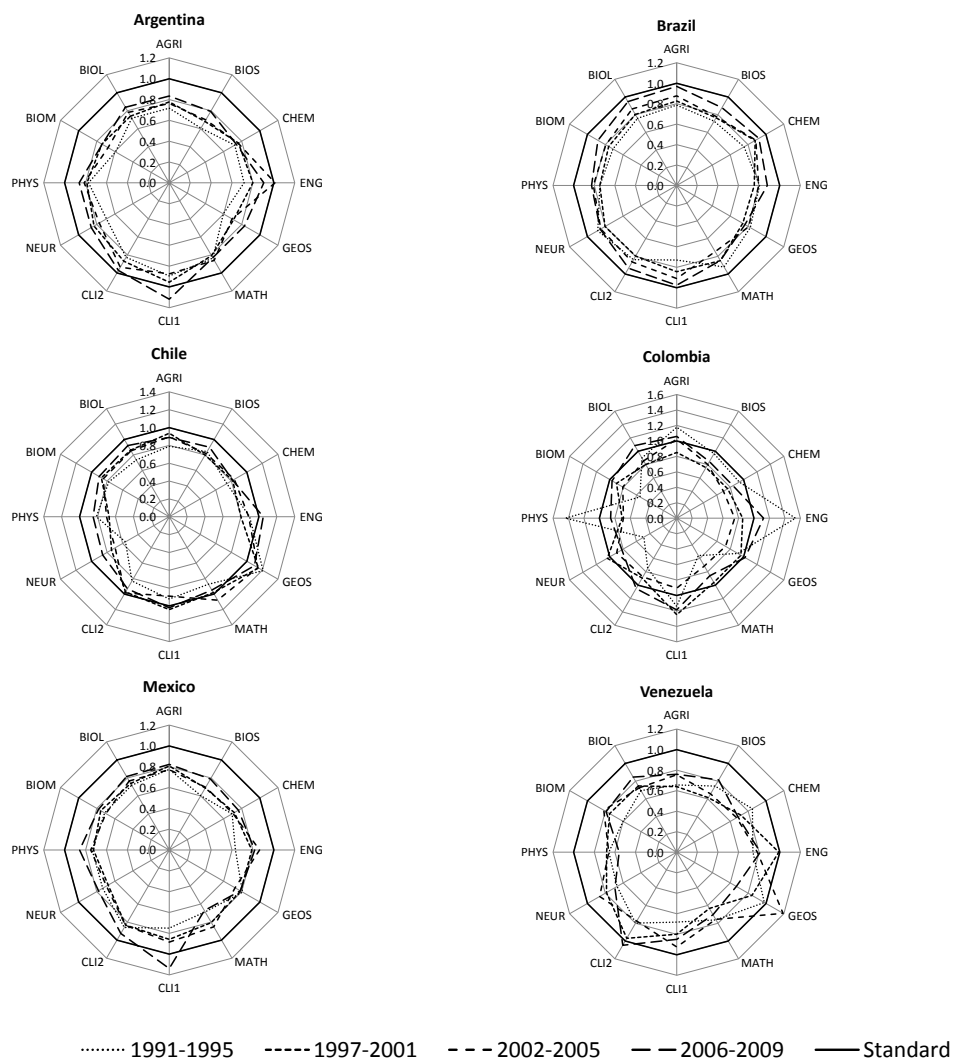 Argentina
AGRI
BIOS
CHEM
ENG
GEOS
MATH
CLI1
CLI2
NEUR
PHYS
BIOM
BIOL
1.2
1.0
0.8
0.6
0.4
0.2
0.0
Brazil
AGRI
BIOS
CHEM
ENG
GEOS
MATH
CLI1
CLI2
NEUR
PHYS
BIOM
BIOL
1.2
1.0
0.8
0.6
0.4
0.2
0.0
Chile
AGRI
BIOS
CHEM
ENG
GEOS
MATH
CLI1
CLI2
NEUR
PHYS
BIOM
BIOL
1.4
1.2
1.0
0.8
0.6
0.4
0.2
0.0
Colombia
AGRI
BIOS
CHEM
ENG
GEOS
MATH
CLI1
CLI2
NEUR
PHYS
BIOM
BIOL
1.6
1.4
1.2
1.0
0.8
0.6
0.4
0.2
0.0
Mexico
AGRI
BIOS
CHEM
ENG
GEOS
MATH
CLI1
CLI2
NEUR
PHYS
BIOM
BIOL
1.2
1.0
0.8
0.6
0.4
0.2
0.0
Venezuela
AGRI
BIOS
CHEM
ENG
GEOS
MATH
CLI1
CLI2
NEUR
PHYS
BIOM
BIOL
1.2
1.0
0.8
0.6
0.4
0.2
0.0
1991-1995 1997-2001 2002-2005 2006-2009 Standard